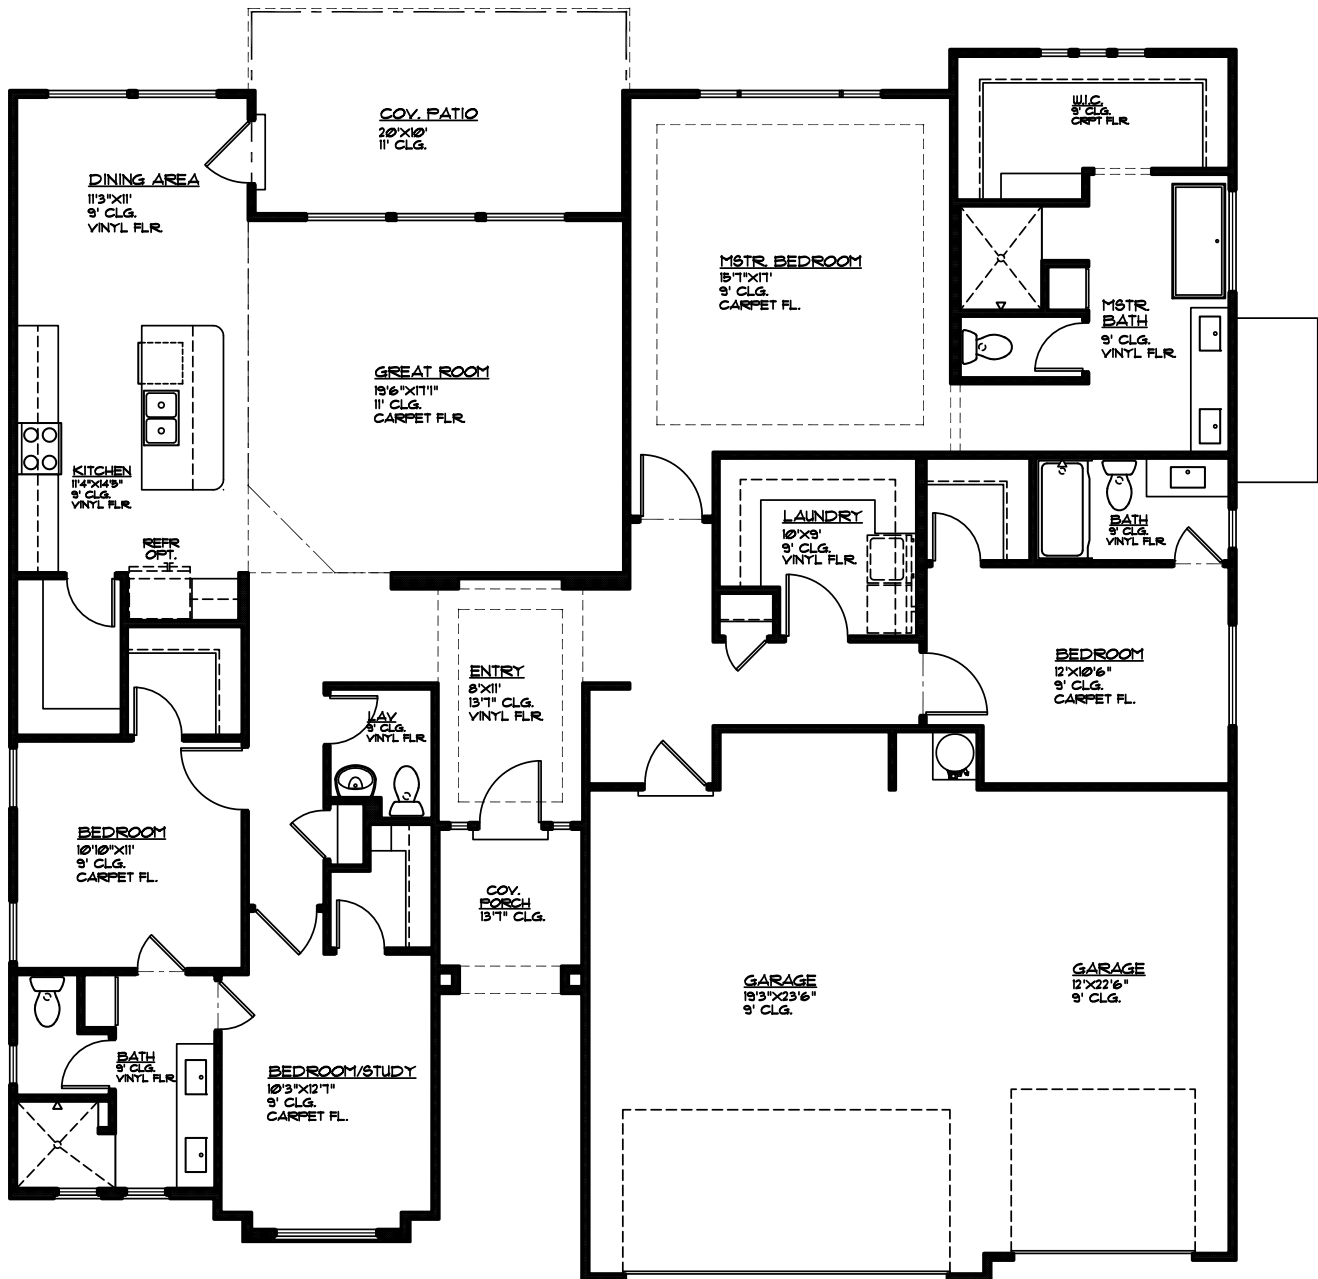 COV. PATIO
20'X10'
11' CLG.
W.I.C.
9' CLG.
CRPT FLR.
DINING AREA
11'3"X11'
9' CLG.
VINYL FLR.
MSTR. BEDROOM
15'7"X17'
9' CLG.
CARPET FL.
MSTR.
BATH
9' CLG.
VINYL FLR.
GREAT ROOM
19'6"X17'1"
11' CLG.
CARPET FLR.
KITCHEN
11'4"X14'5"
9' CLG.
VINYL FLR.
REFR
OPT.
LAUNDRY
10'X9'
9' CLG.
VINYL FLR.
BATH
9' CLG.
VINYL FLR.
ENTRY
8'X11'
13'7" CLG.
VINYL FLR.
BEDROOM
12'X10'6"
9' CLG.
CARPET FL.
LAV
9' CLG.
VINYL FLR.
BEDROOM
10'10"X11'
9' CLG.
CARPET FL.
COV.
PORCH
13'7" CLG.
GARAGE
19'3"X23'6"
9' CLG.
GARAGE
12'X22'6"
9' CLG.
BATH
9' CLG.
VINYL FLR.
BEDROOM/STUDY
10'3"X12'7"
9' CLG.
CARPET FL.